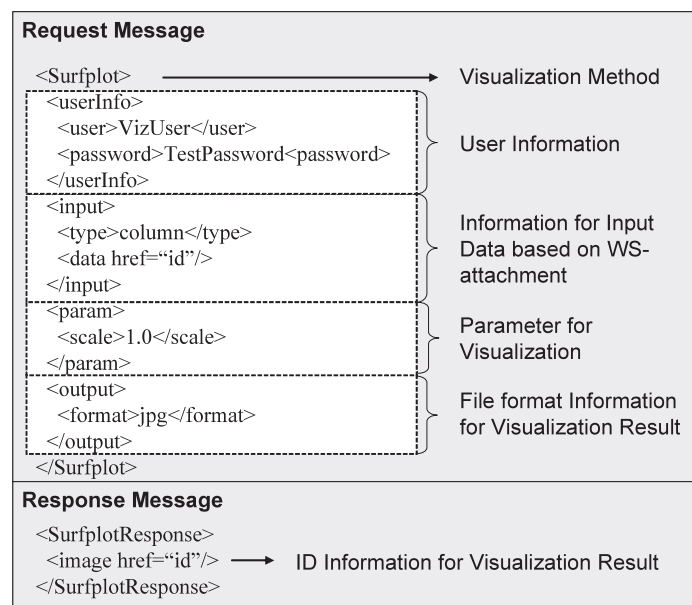 Request Message
<Surfplot>
Visualization Method
<userInfo>
<user>VizUser</user>
<password>TestPassword<password>
</userInfo>
User Information
<input>
<type>column</type>
<data href=“id”/>
</input>
Information for Input
Data based on WS-
attachment
<param>
<scale>1.0</scale>
</param>
Parameter for
Visualization
<output>
<format>jpg</format>
</output>
File format Information
for Visualization Result
</Surfplot>
Response Message
<SurfplotResponse>
<image href=“id”/>
ID Information for Visualization Result
</SurfplotResponse>